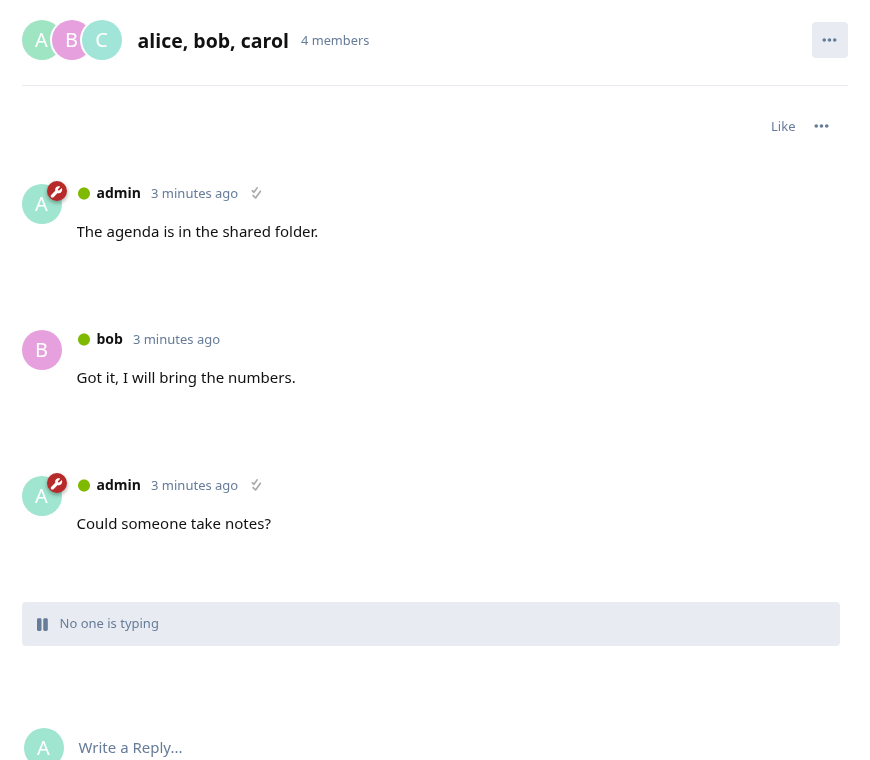 A B C alice, bob, carol 4 members
Like
A admin 3 minutes ago
The agenda is in the shared folder.
B bob 3 minutes ago
Got it, I will bring the numbers.
A admin 3 minutes ago
Could someone take notes?
No one is typing
A Write a Reply...